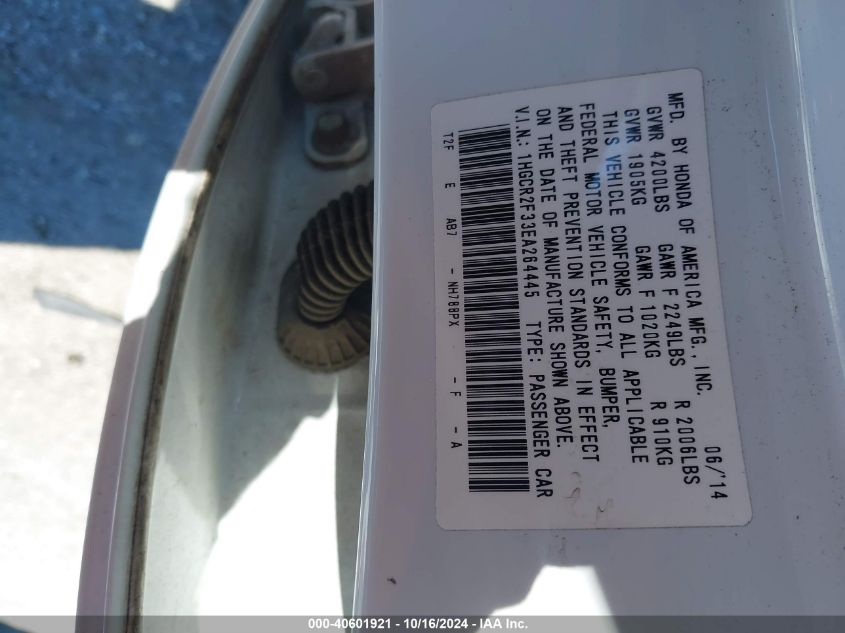 MFD. BY HONDA OF AMERICA MFG., INC. 06/'14
GVWR 4200LBS GAWR F 2249LBS R 2006LBS
GVWR 1905KG GAWR F 1020KG R 910KG
THIS VEHICLE CONFORMS TO ALL APPLICABLE
FEDERAL MOTOR VEHICLE SAFETY, BUMPER,
AND THEFT PREVENTION STANDARDS IN EFFECT
ON THE DATE OF MANUFACTURE SHOWN ABOVE.
V.I.N.: 1HGCR2F33EA264445 TYPE: PASSENGER CAR
T2F E AB7 - NH788PX - F - A
000-40601921 - 10/16/2024 - IAA Inc.